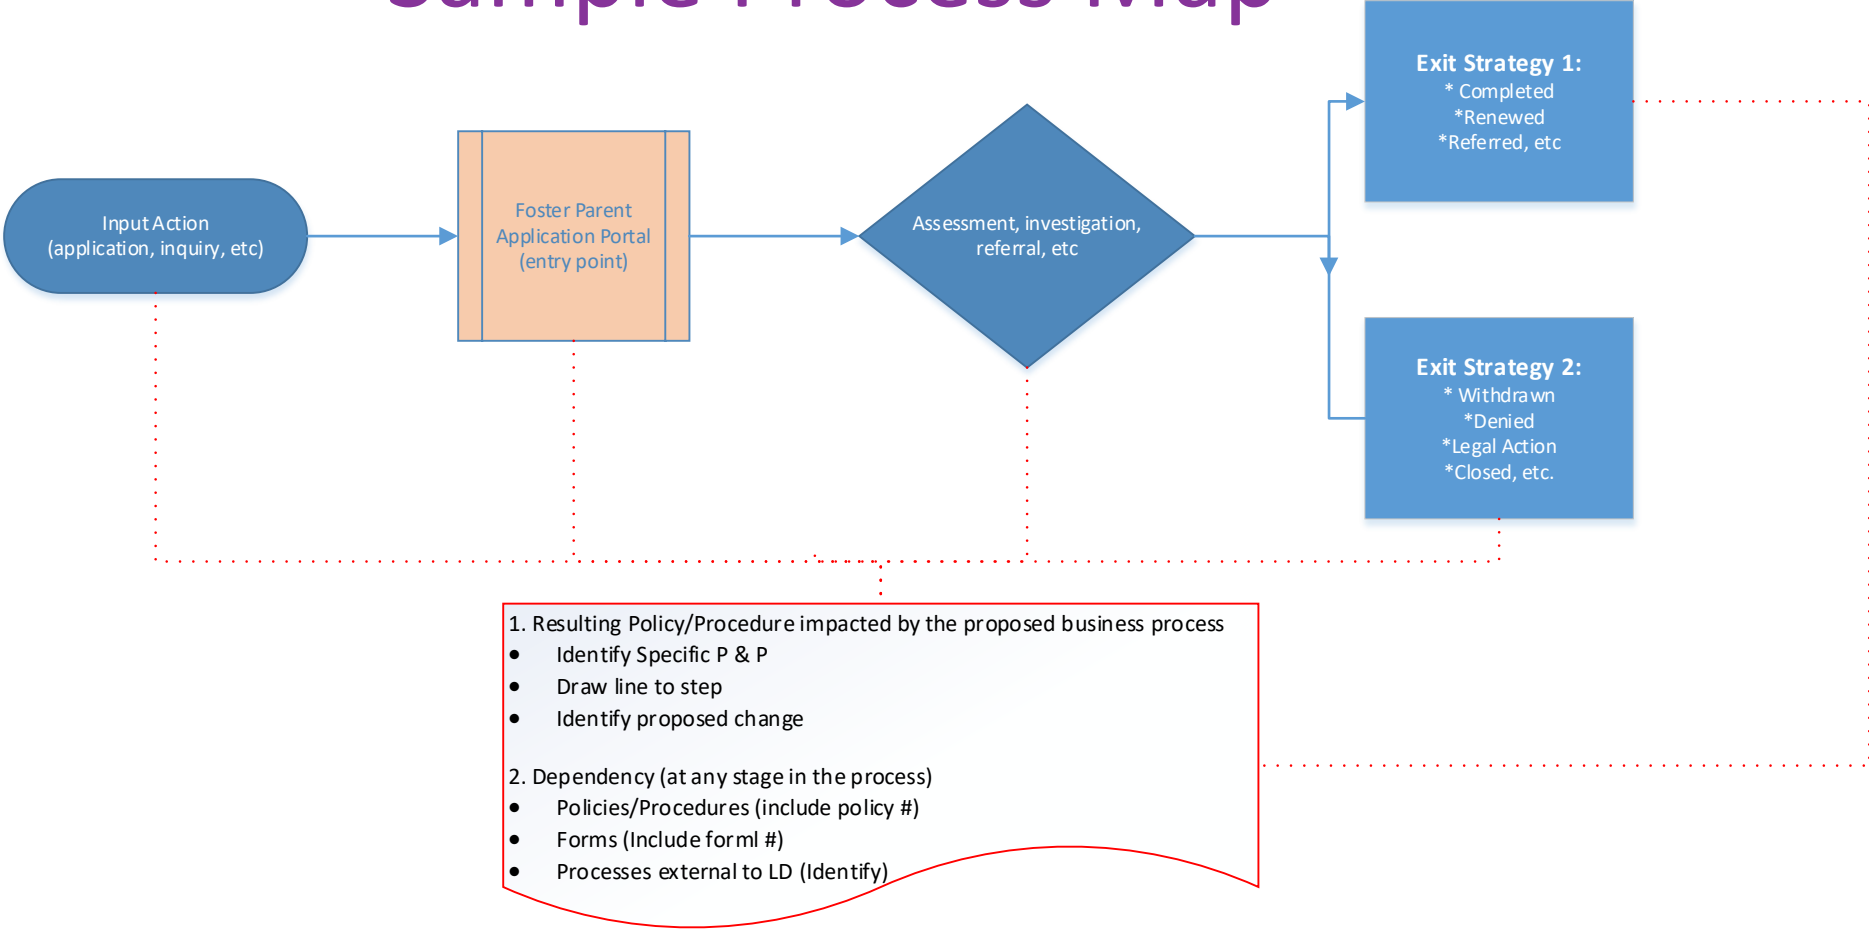 Sample Process Map
Input Action
(application, inquiry, etc)
Foster Parent
Application Portal
(entry point)
Assessment, investigation,
referral, etc
Exit Strategy 1:
* Completed
*Renewed
*Referred, etc
Exit Strategy 2:
* Withdrawn
*Denied
*Legal Action
*Closed, etc.
1. Resulting Policy/Procedure impacted by the proposed business process
● Identify Specific P & P
● Draw line to step
● Identify proposed change
2. Dependency (at any stage in the process)
● Policies/Procedures (include policy #)
● Forms (Include forml #)
● Processes external to LD (Identify)